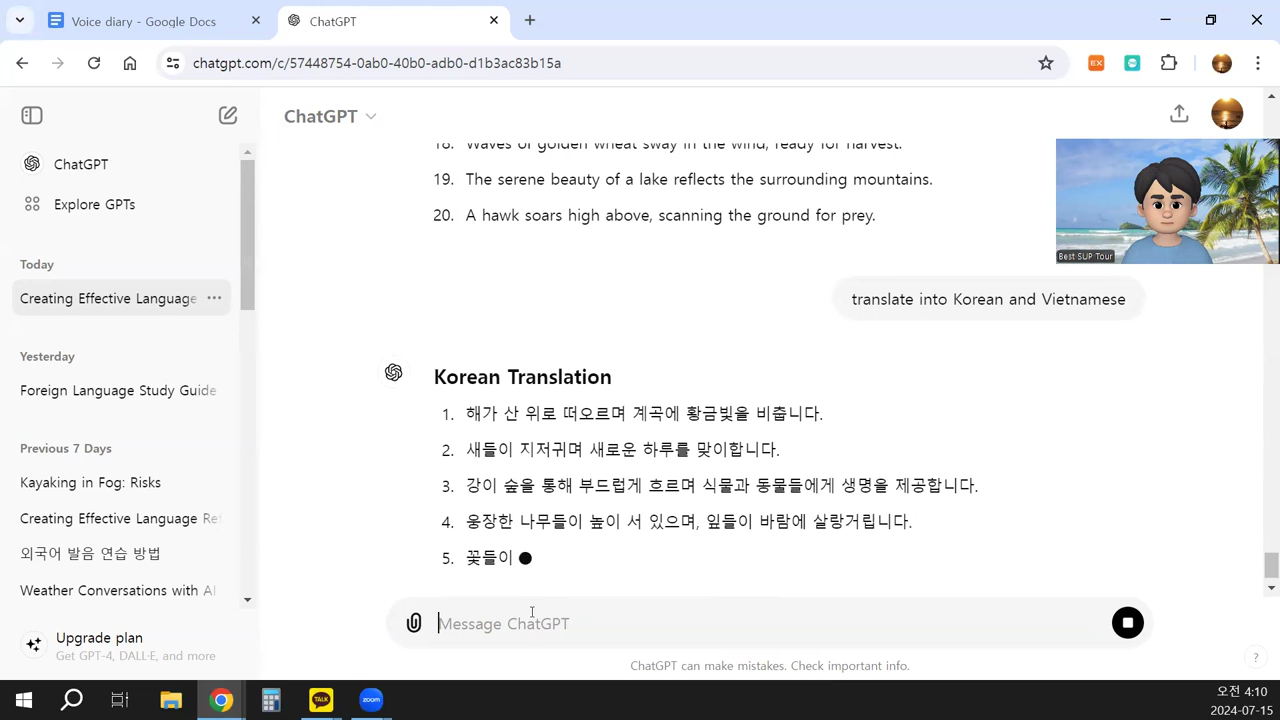 Voice diary - Google Docs
ChatGPT
chatgpt.com/c/57448754-0ab0-40b0-adb0-d1b3ac83b15a
EX
ChatGPT
ChatGPT
Explore GPTs
Today
Creating Effective Language
Yesterday
Foreign Language Study Guide
Previous 7 Days
Kayaking in Fog: Risks
Creating Effective Language Re
외국어 발음 연습 방법
Weather Conversations with AI
Upgrade plan
Get GPT-4, DALL·E, and more
18. Waves of golden wheat sway in the wind, ready for harvest.
19. The serene beauty of a lake reflects the surrounding mountains.
20. A hawk soars high above, scanning the ground for prey.
Best SUP Tour
translate into Korean and Vietnamese
Korean Translation
1. 해가 산 위로 떠오르며 계곡에 황금빛을 비춥니다.
2. 새들이 지저귀며 새로운 하루를 맞이합니다.
3. 강이 숲을 통해 부드럽게 흐르며 식물과 동물들에게 생명을 제공합니다.
4. 웅장한 나무들이 높이 서 있으며, 잎들이 바람에 살랑거립니다.
5. 꽃들이
Message ChatGPT
ChatGPT can make mistakes. Check important info.
?
TALK
zoom
오전 4:10
2024-07-15